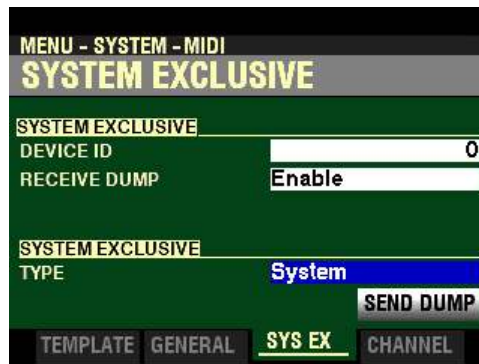 MENU - SYSTEM - MIDI
SYSTEM EXCLUSIVE
SYSTEM EXCLUSIVE
DEVICE ID 0
RECEIVE DUMP Enable
SYSTEM EXCLUSIVE
TYPE System
SEND DUMP
TEMPLATE GENERAL SYS EX CHANNEL